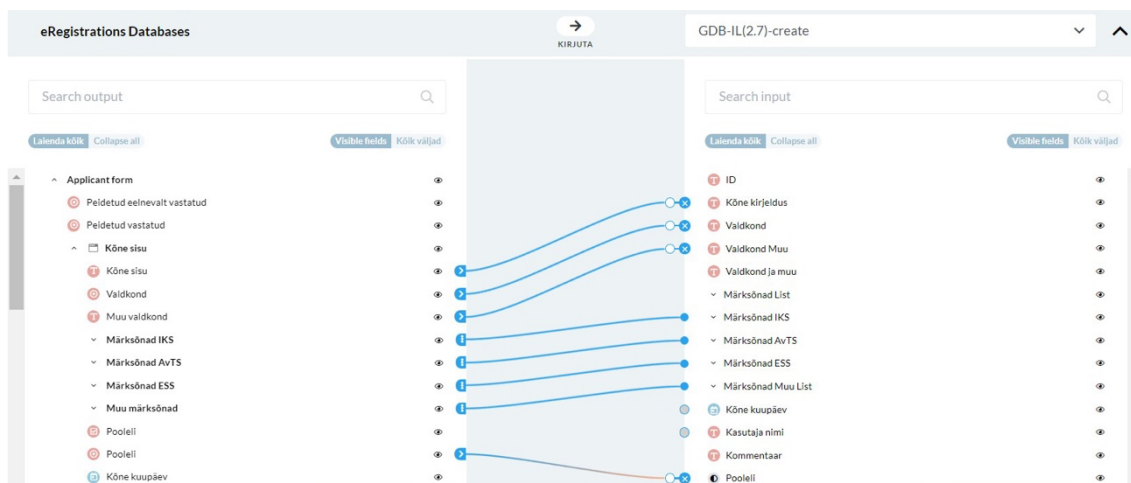 eRegistrations Databases
KIRJUTA
GDB-IL(2.7)-create
Search output
Search input
Laienda kõik Collapse all
Visible fields Kõik väljad
Laienda kõik Collapse all
Visible fields Kõik väljad
Applicant form
Peidetud eelnevalt vastatud
Peidetud vastatud
Kõne sisu
Kõne sisu
Valdkond
Muu valdkond
Märksõnad IKS
Märksõnad AvTS
Märksõnad ESS
Muu märksõnad
Pooleli
Pooleli
Kõne kuupäev
ID
Kõne kirjeldus
Valdkond
Valdkond Muu
Valdkond ja muu
Märksõnad List
Märksõnad IKS
Märksõnad AvTS
Märksõnad ESS
Märksõnad Muu List
Kõne kuupäev
Kasutaja nimi
Kommentaar
Pooleli